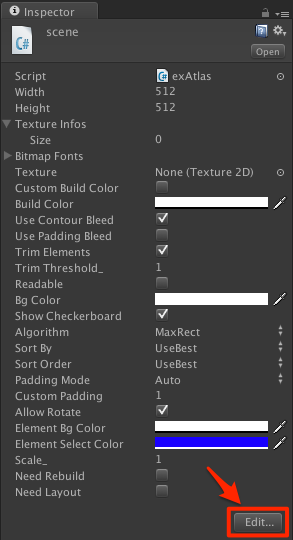 Inspector
scene
C#
Open
Script exAtlas
Width 512
Height 512
Texture Infos
Size 0
Bitmap Fonts
Texture None (Texture 2D)
Custom Build Color
Build Color
Use Contour Bleed
Use Padding Bleed
Trim Elements
Trim Threshold_ 1
Readable
Bg Color
Show Checkerboard
Algorithm MaxRect
Sort By UseBest
Sort Order UseBest
Padding Mode Auto
Custom Padding 1
Allow Rotate
Element Bg Color
Element Select Color
Scale_ 1
Need Rebuild
Need Layout
Edit...